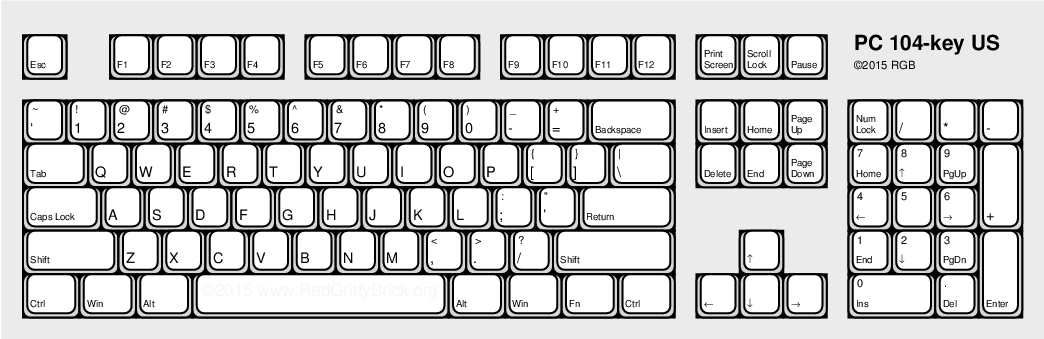 PC 104-key US
©2015 RGB
Esc F1 F2 F3 F4 F5 F6 F7 F8 F9 F10 F11 F12 Print Screen Scroll Lock Pause
~ ` ! 1 @ 2 # 3 $ 4 % 5 ^ 6 & 7 * 8 ( 9 ) 0 _ - + = Backspace Insert Home Page Up Num Lock / * -
Tab Q W E R T Y U I O P { [ } ] | \ Delete End Page Down 7 Home 8 ↑ 9 PgUp +
Caps Lock A S D F G H J K L : ; " ' Return 4 ← 5 6 →
Shift Z X C V B N M < , > . ? / Shift ↑ 1 End 2 ↓ 3 PgDn Enter
Ctrl Win Alt ©2015 www.RedGrittyBrick.org Alt Win Fn Ctrl ← ↓ → 0 Ins . Del